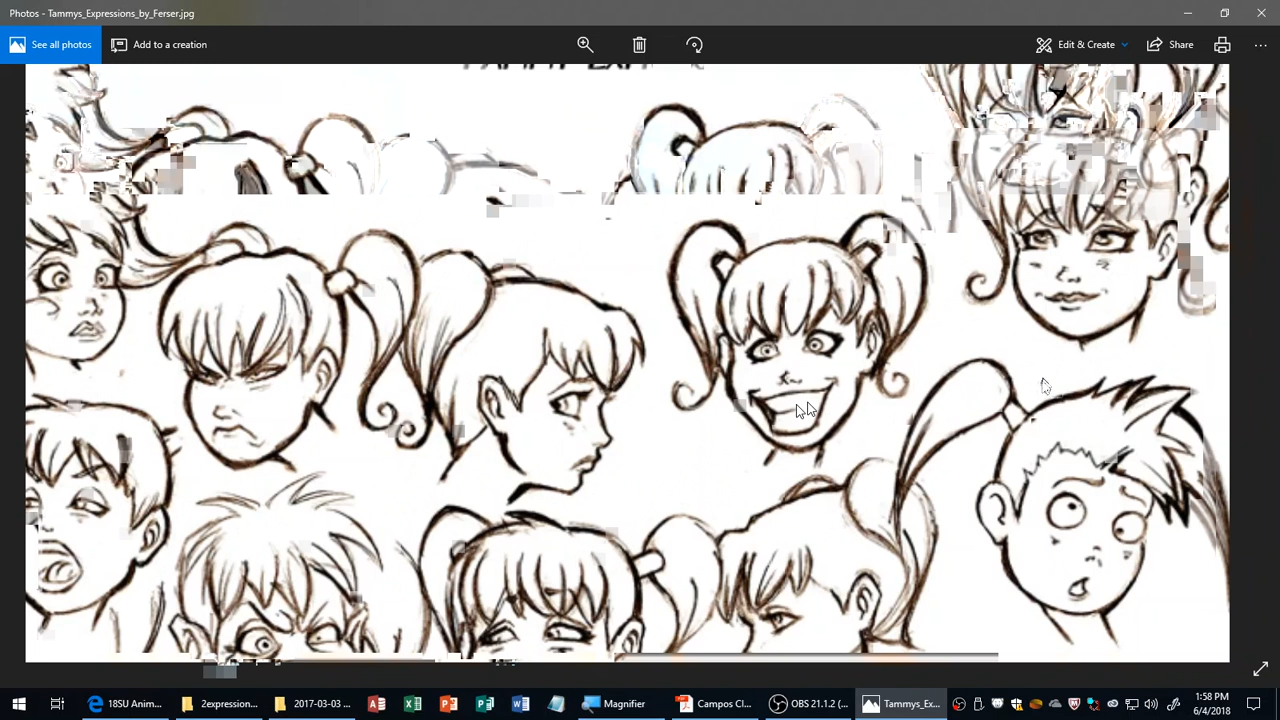 Photos - Tammys_Expressions_by_Ferser.jpg
See all photos
Add to a creation
Edit & Create
Share
18SU Anim...
2expression...
2017-03-03 ...
Magnifier
Campos Cl...
OBS 21.1.2 (...
Tammys_Ex...
1:58 PM
6/4/2018